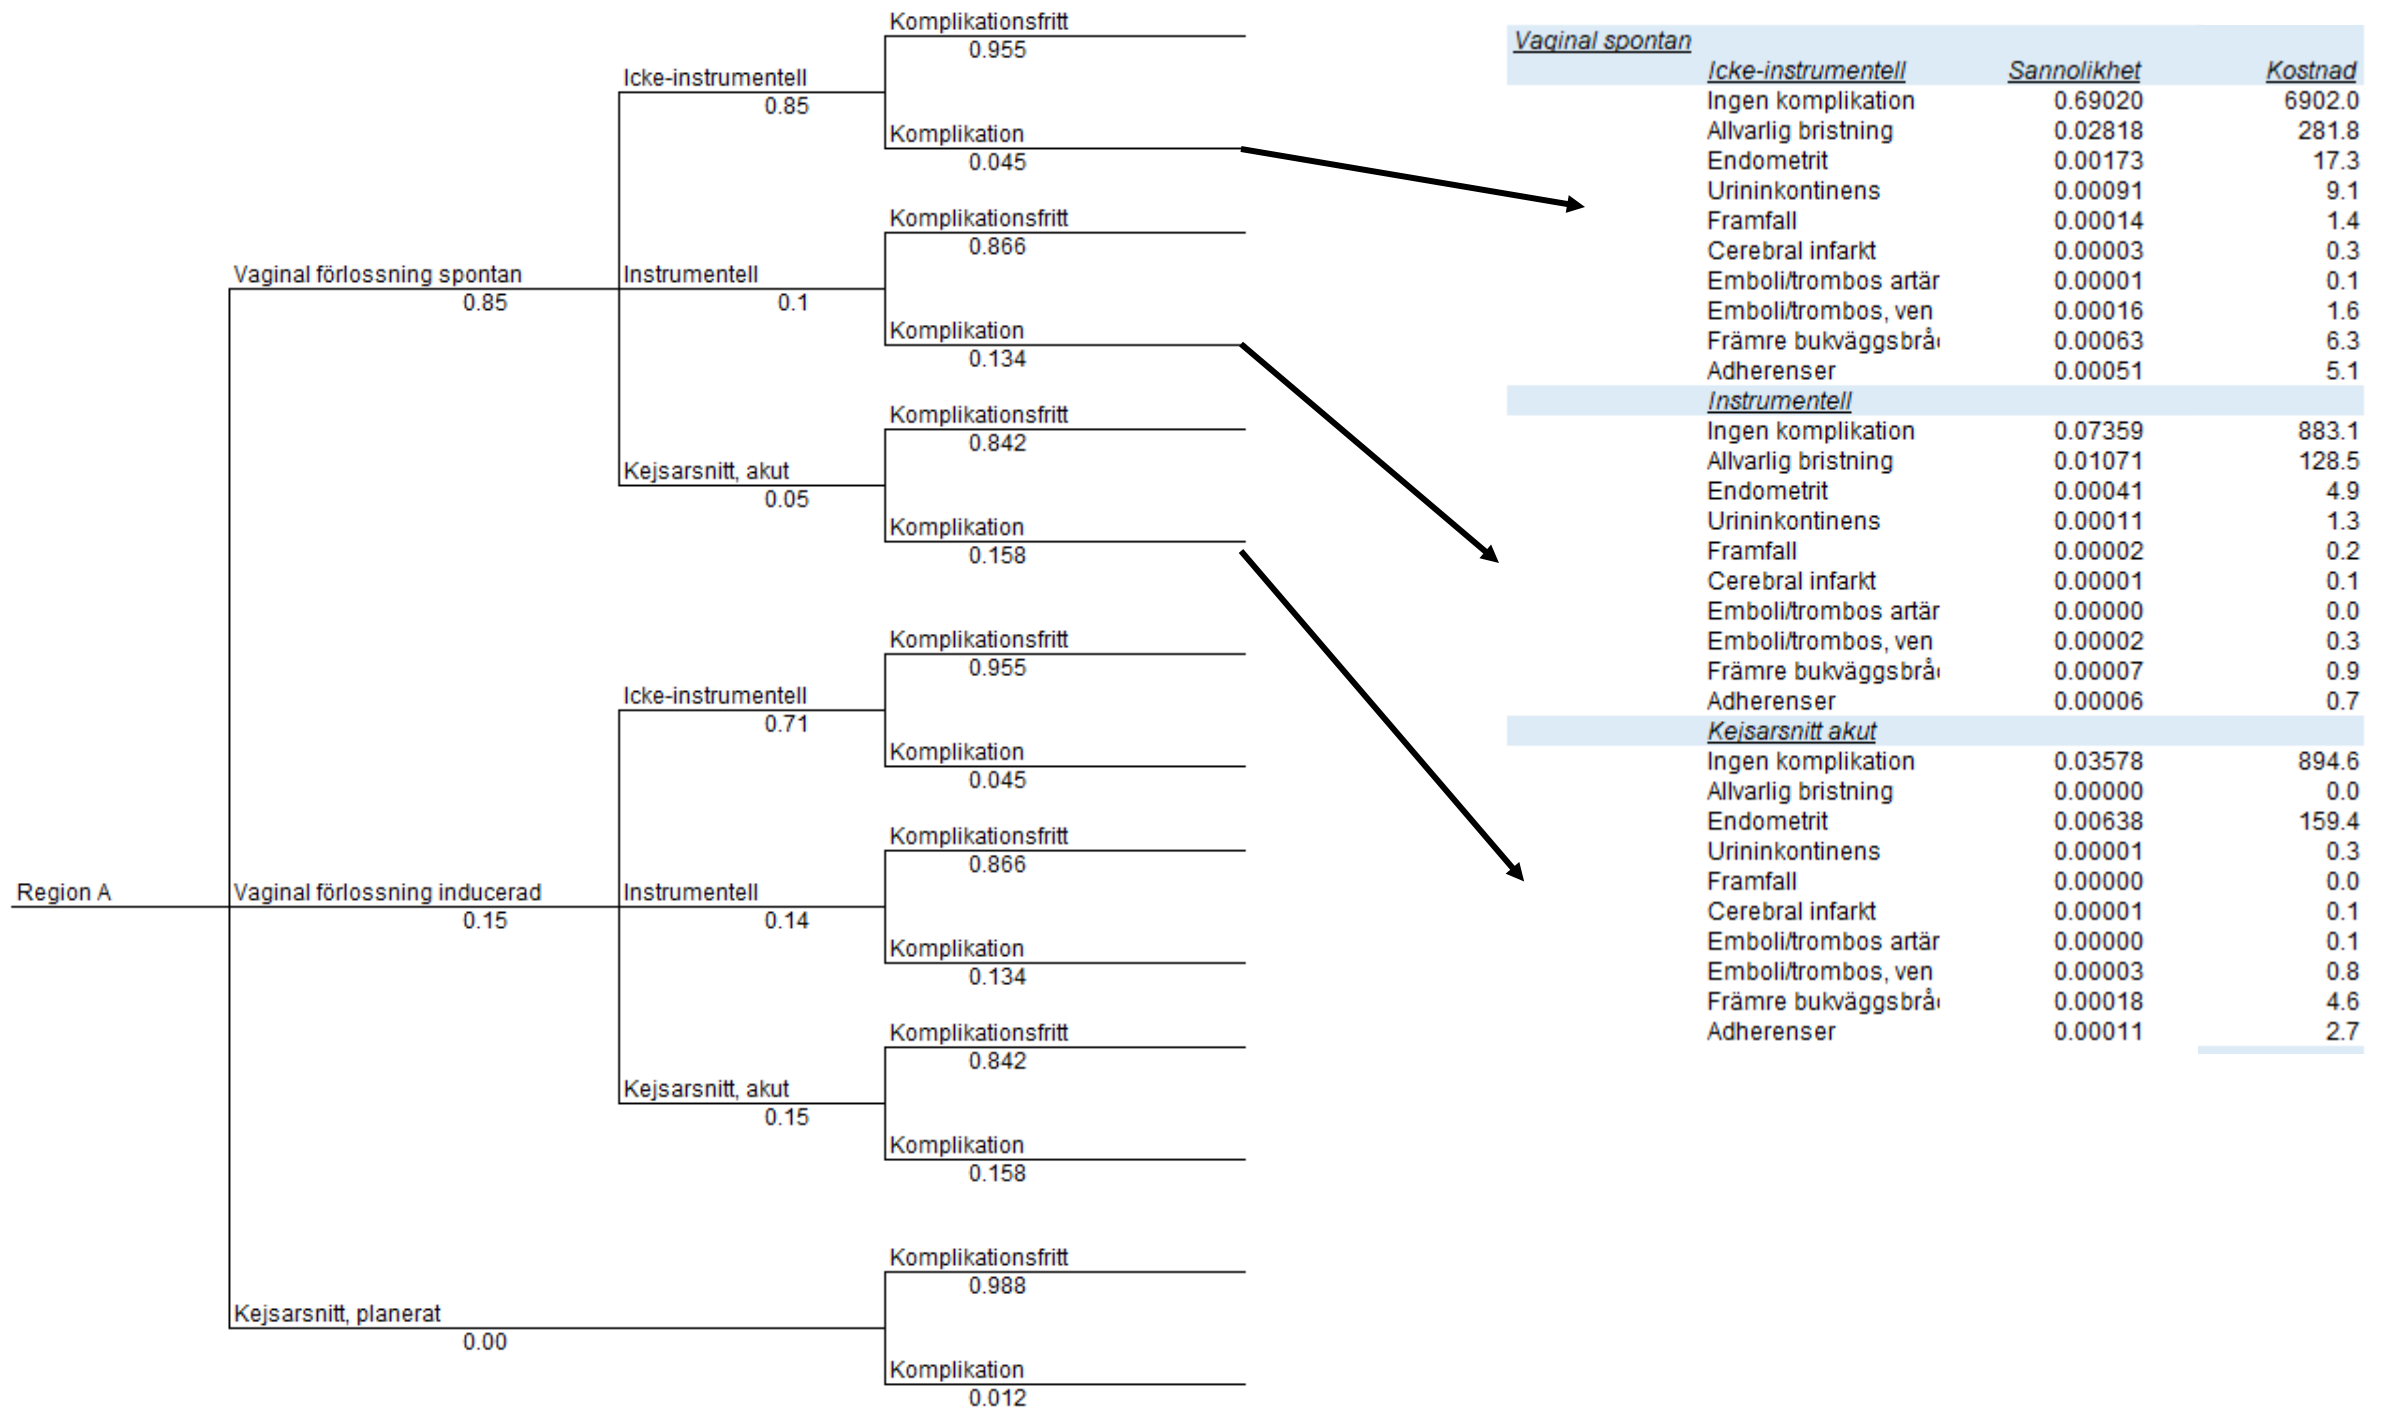 Komplikationsfritt
0.955
Icke-instrumentell
0.85
Komplikation
0.045
Komplikationsfritt
0.866
Vaginal förlossning spontan
0.85
Instrumentell
0.1
Komplikation
0.134
Komplikationsfritt
0.842
Kejsarsnitt, akut
0.05
Komplikation
0.158
Komplikationsfritt
0.955
Icke-instrumentell
0.71
Komplikation
0.045
Komplikationsfritt
0.866
Region A
Vaginal förlossning inducerad
0.15
Instrumentell
0.14
Komplikation
0.134
Komplikationsfritt
0.842
Kejsarsnitt, akut
0.15
Komplikation
0.158
Komplikationsfritt
0.988
Kejsarsnitt, planerat
0.00
Komplikation
0.012
Vaginal spontan
Icke-instrumentell Sannolikhet Kostnad
Ingen komplikation 0.69020 6902.0
Allvarlig bristning 0.02818 281.8
Endometrit 0.00173 17.3
Urininkontinens 0.00091 9.1
Framfall 0.00014 1.4
Cerebral infarkt 0.00003 0.3
Emboli/trombos artär 0.00001 0.1
Emboli/trombos, ven 0.00016 1.6
Främre bukväggsbrå 0.00063 6.3
Adherenser 0.00051 5.1
Instrumentell
Ingen komplikation 0.07359 883.1
Allvarlig bristning 0.01071 128.5
Endometrit 0.00041 4.9
Urininkontinens 0.00011 1.3
Framfall 0.00002 0.2
Cerebral infarkt 0.00001 0.1
Emboli/trombos artär 0.00000 0.0
Emboli/trombos, ven 0.00002 0.3
Främre bukväggsbrå 0.00007 0.9
Adherenser 0.00006 0.7
Kejsarsnitt akut
Ingen komplikation 0.03578 894.6
Allvarlig bristning 0.00000 0.0
Endometrit 0.00638 159.4
Urininkontinens 0.00001 0.3
Framfall 0.00000 0.0
Cerebral infarkt 0.00001 0.1
Emboli/trombos artär 0.00000 0.1
Emboli/trombos, ven 0.00003 0.8
Främre bukväggsbrå 0.00018 4.6
Adherenser 0.00011 2.7